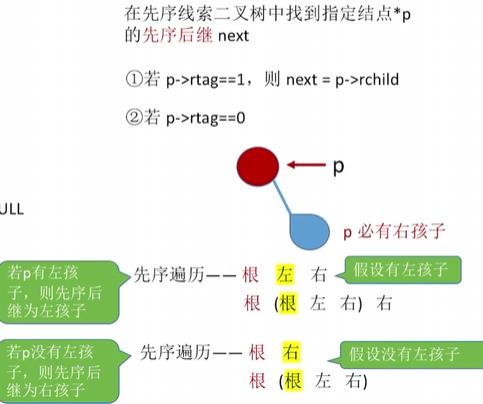 在先序线索二叉树中找到指定结点*p
的先序后继 next
①若 p->rtag==1，则 next = p->rchild
②若 p->rtag==0
p
ULL
p 必有右孩子
若p有左孩
子，则先序后
继为左孩子
先序遍历—— 根 左 右
假设有左孩子
根 (根 左 右) 右
若p没有左孩
子，则先序后
继为右孩子
先序遍历—— 根 右
假设没有左孩子
根 (根 左 右)